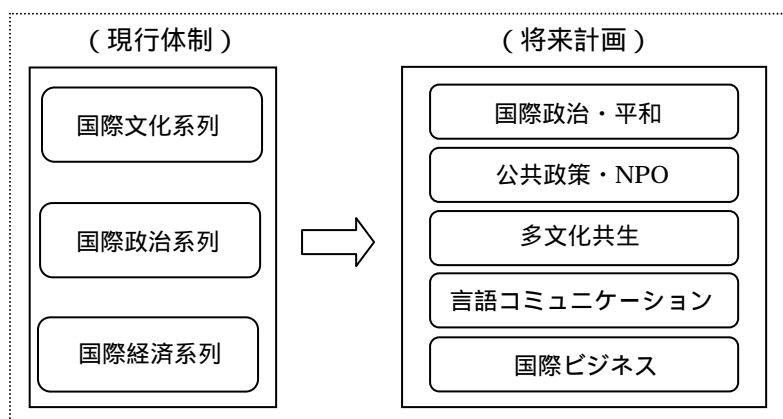 (現行体制)
国際文化系列
国際政治系列
国際経済系列
(将来計画)
国際政治・平和
公共政策・NPO
多文化共生
言語コミュニケーション
国際ビジネス